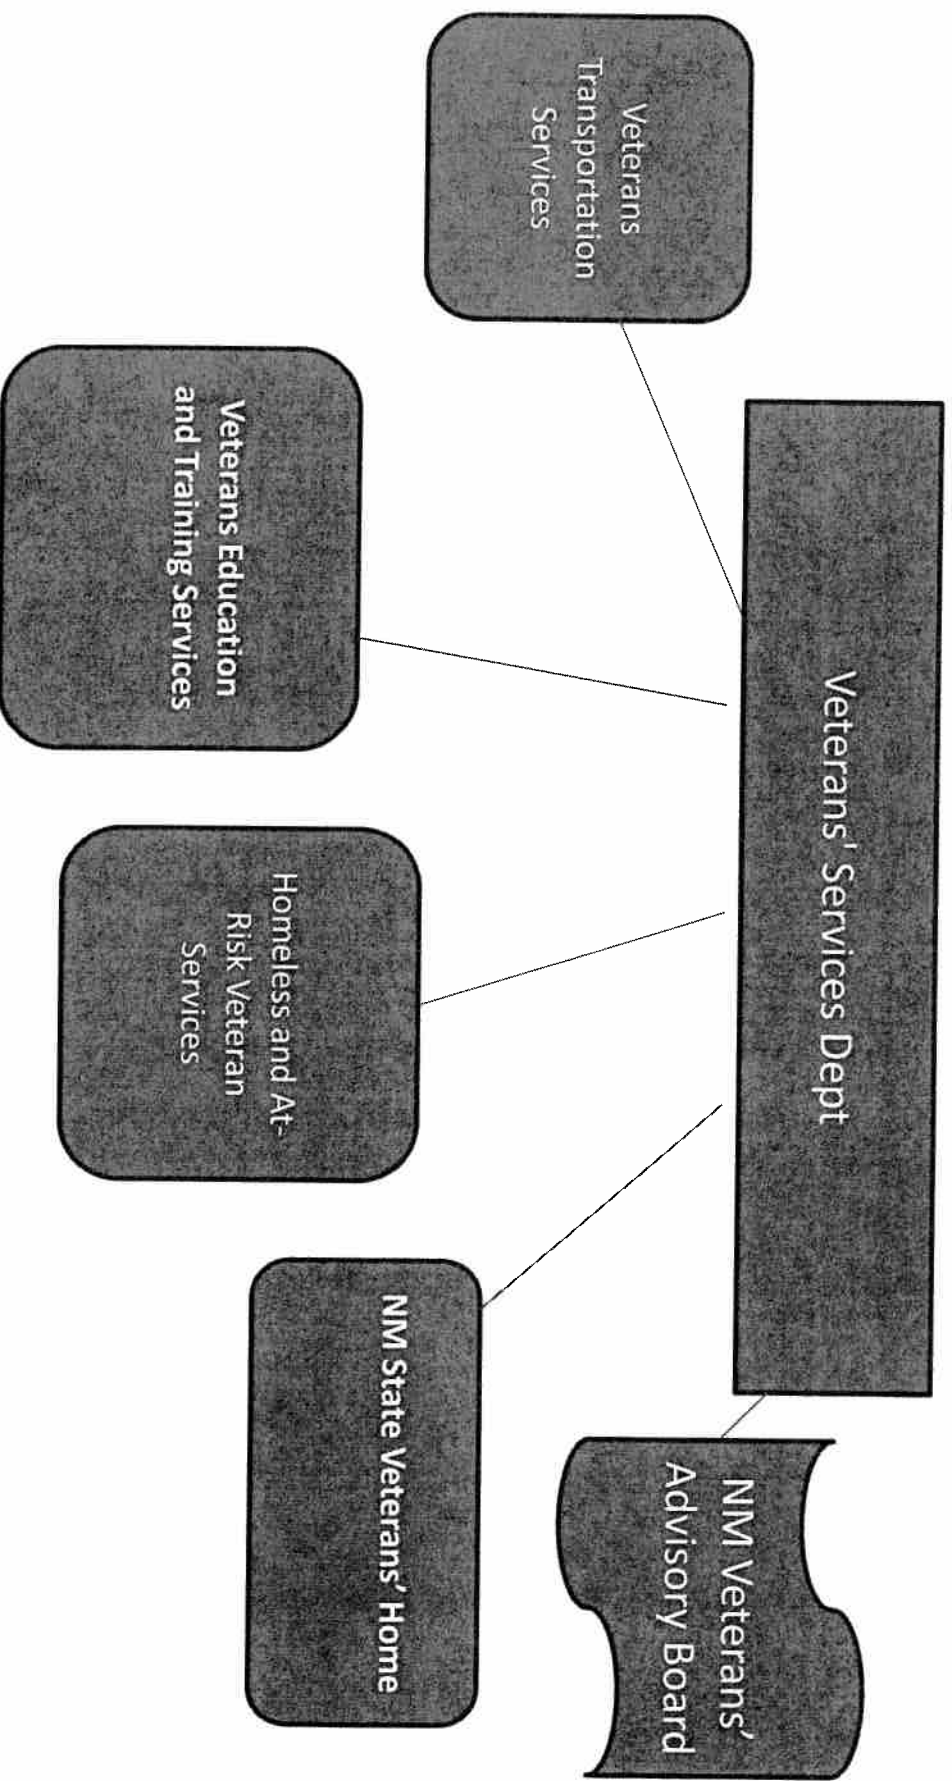 Veterans' Services Dept
NM Veterans'
Advisory Board
Veterans
Transportation
Services
Veterans Education
and Training Services
Homeless and At-
Risk Veteran
Services
NM State Veterans' Home